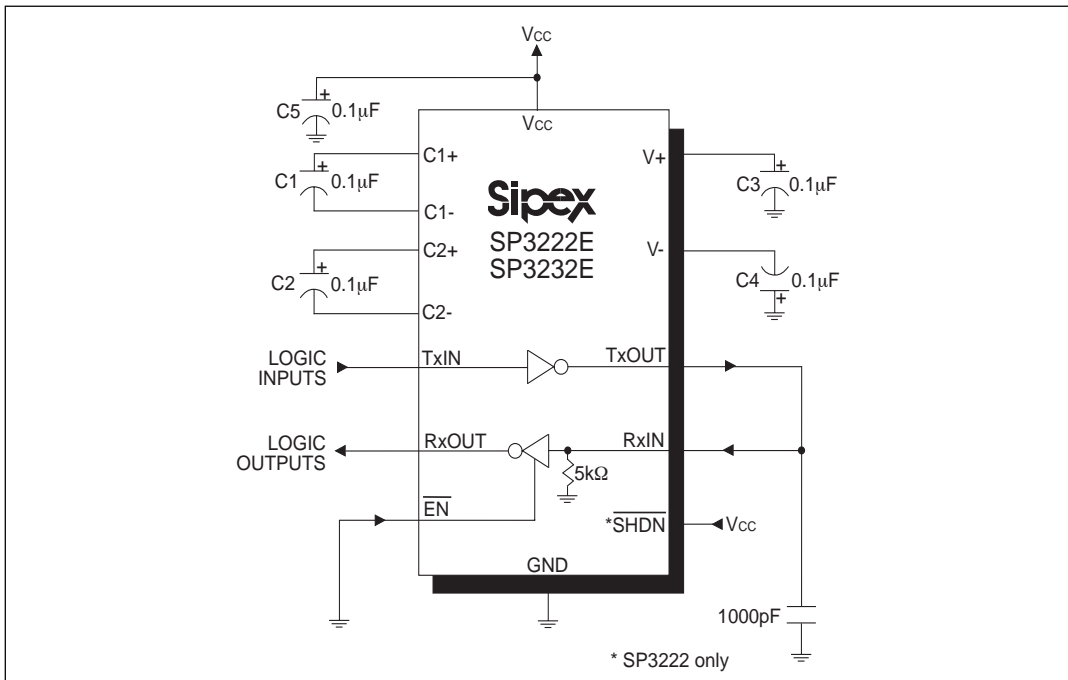 Vcc
C5
+
0.1µF
Vcc
C1+
C1
+
0.1µF
C1-
V+
C3
+
0.1µF
Sipex
SP3222E
SP3232E
C2+
C2
+
0.1µF
C2-
V-
C4
0.1µF
+
LOGIC
INPUTS
TxIN
TxOUT
LOGIC
OUTPUTS
RxOUT
RxIN
5kΩ
EN
*SHDN
Vcc
GND
1000pF
* SP3222 only